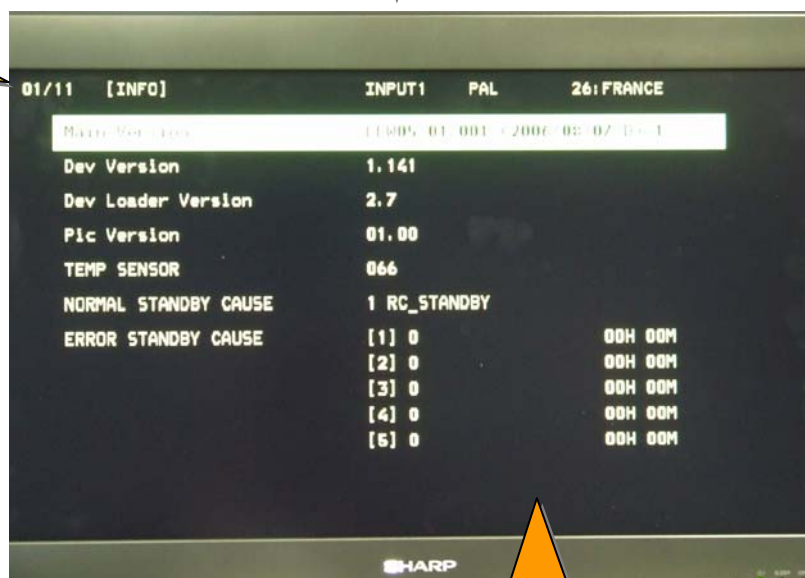 01/11 [INFO] INPUT1 PAL 26:FRANCE
Main Version
Dev Version 1.141
Dev Loader Version 2.7
Pic Version 01.00
TEMP SENSOR 066
NORMAL STANDBY CAUSE 1 RC_STANDBY
ERROR STANDBY CAUSE [1] 0 00H 00M
[2] 0 00H 00M
[3] 0 00H 00M
[4] 0 00H 00M
[5] 0 00H 00M
SHARP